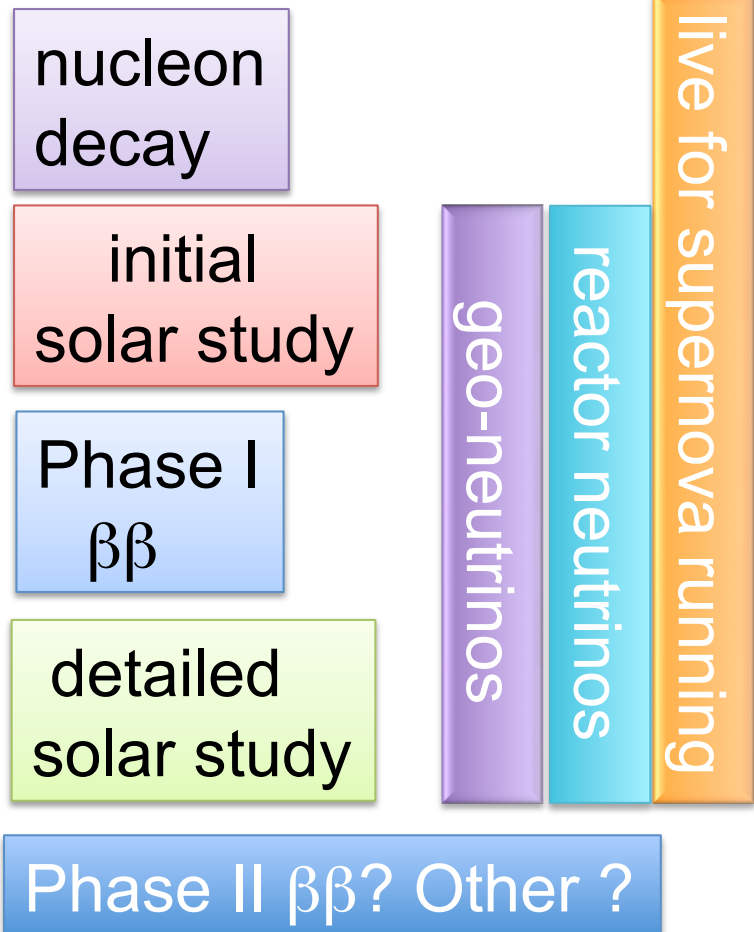 nucleon
decay
initial
solar study
Phase I
ββ
detailed
solar study
geo-neutrinos
reactor neutrinos
live for supernova running
Phase II ββ? Other ?